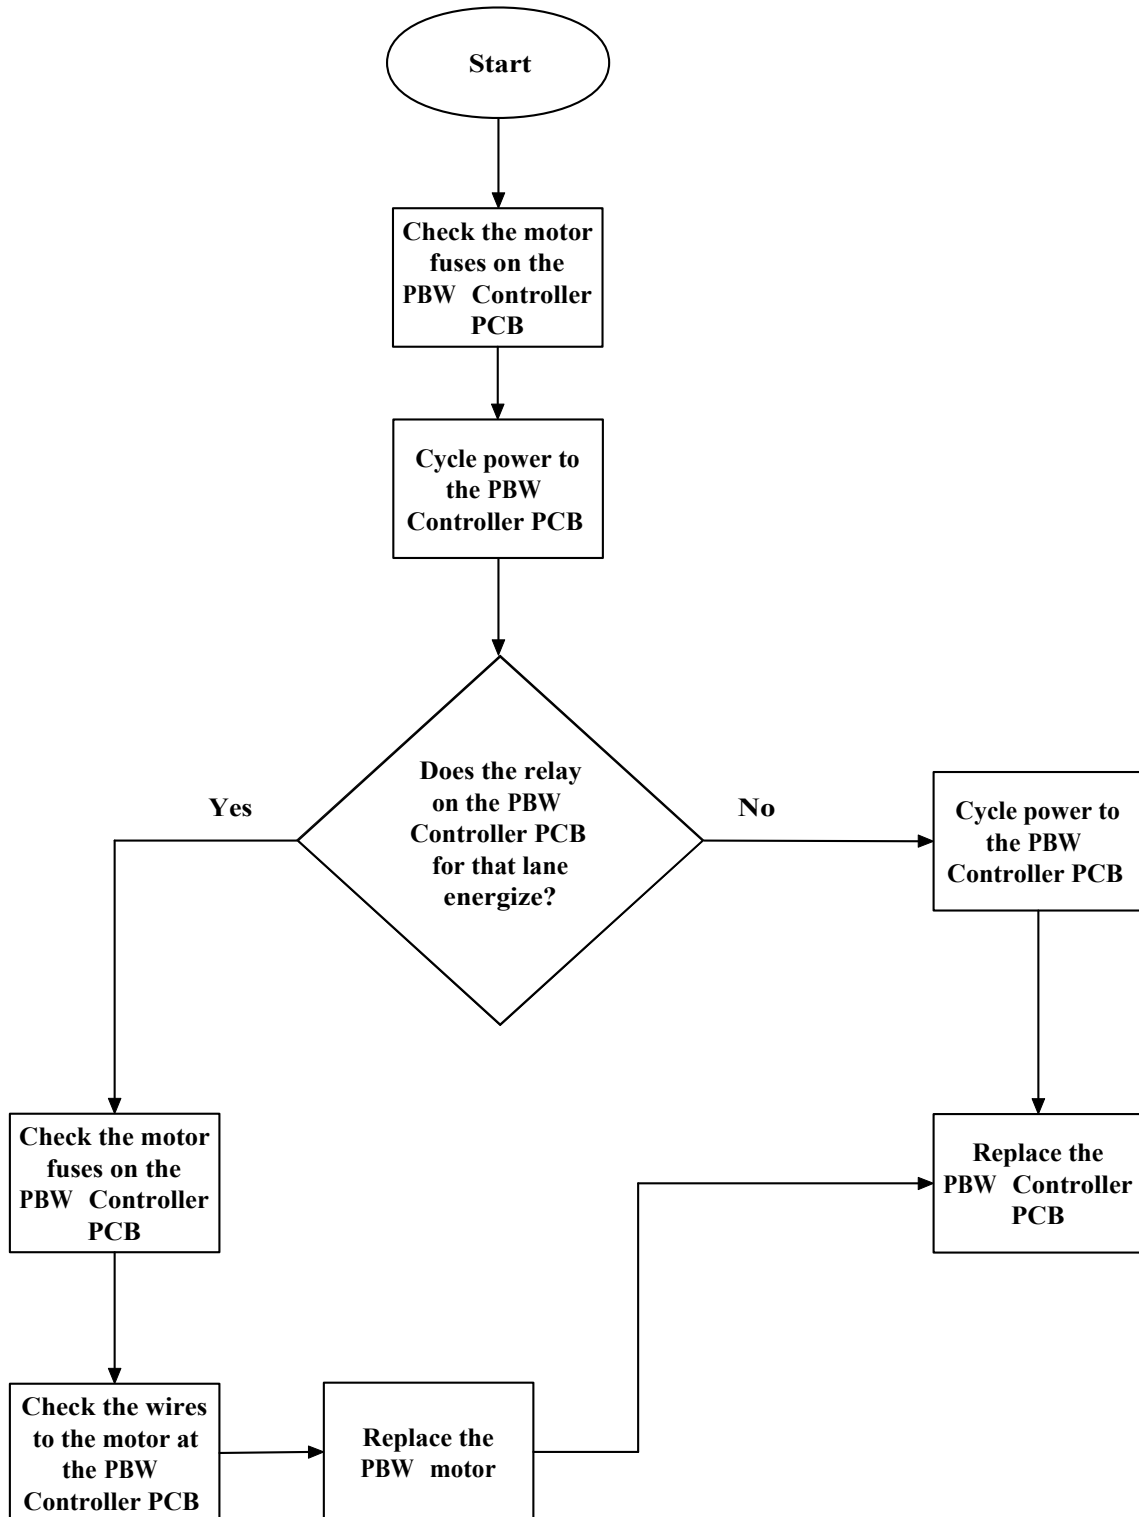 Start
Check the motor
fuses on the
PBW Controller
PCB
Cycle power to
the PBW
Controller PCB
Does the relay
on the PBW
Controller PCB
for that lane
energize?
Yes
No
Cycle power to
the PBW
Controller PCB
Check the motor
fuses on the
PBW Controller
PCB
Replace the
PBW Controller
PCB
Check the wires
to the motor at
the PBW
Controller PCB
Replace the
PBW motor